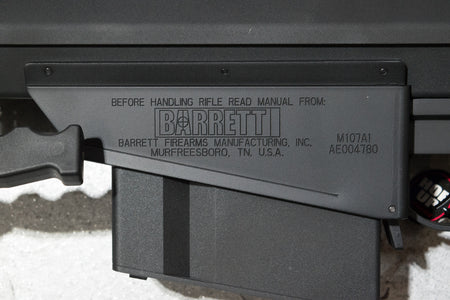 BEFORE HANDLING RIFLE READ MANUAL FROM:
BARRETT
BARRETT FIREARMS MANUFACTURING, INC.
MURFREESBORO, TN, U.S.A.
M107A1
AE004780